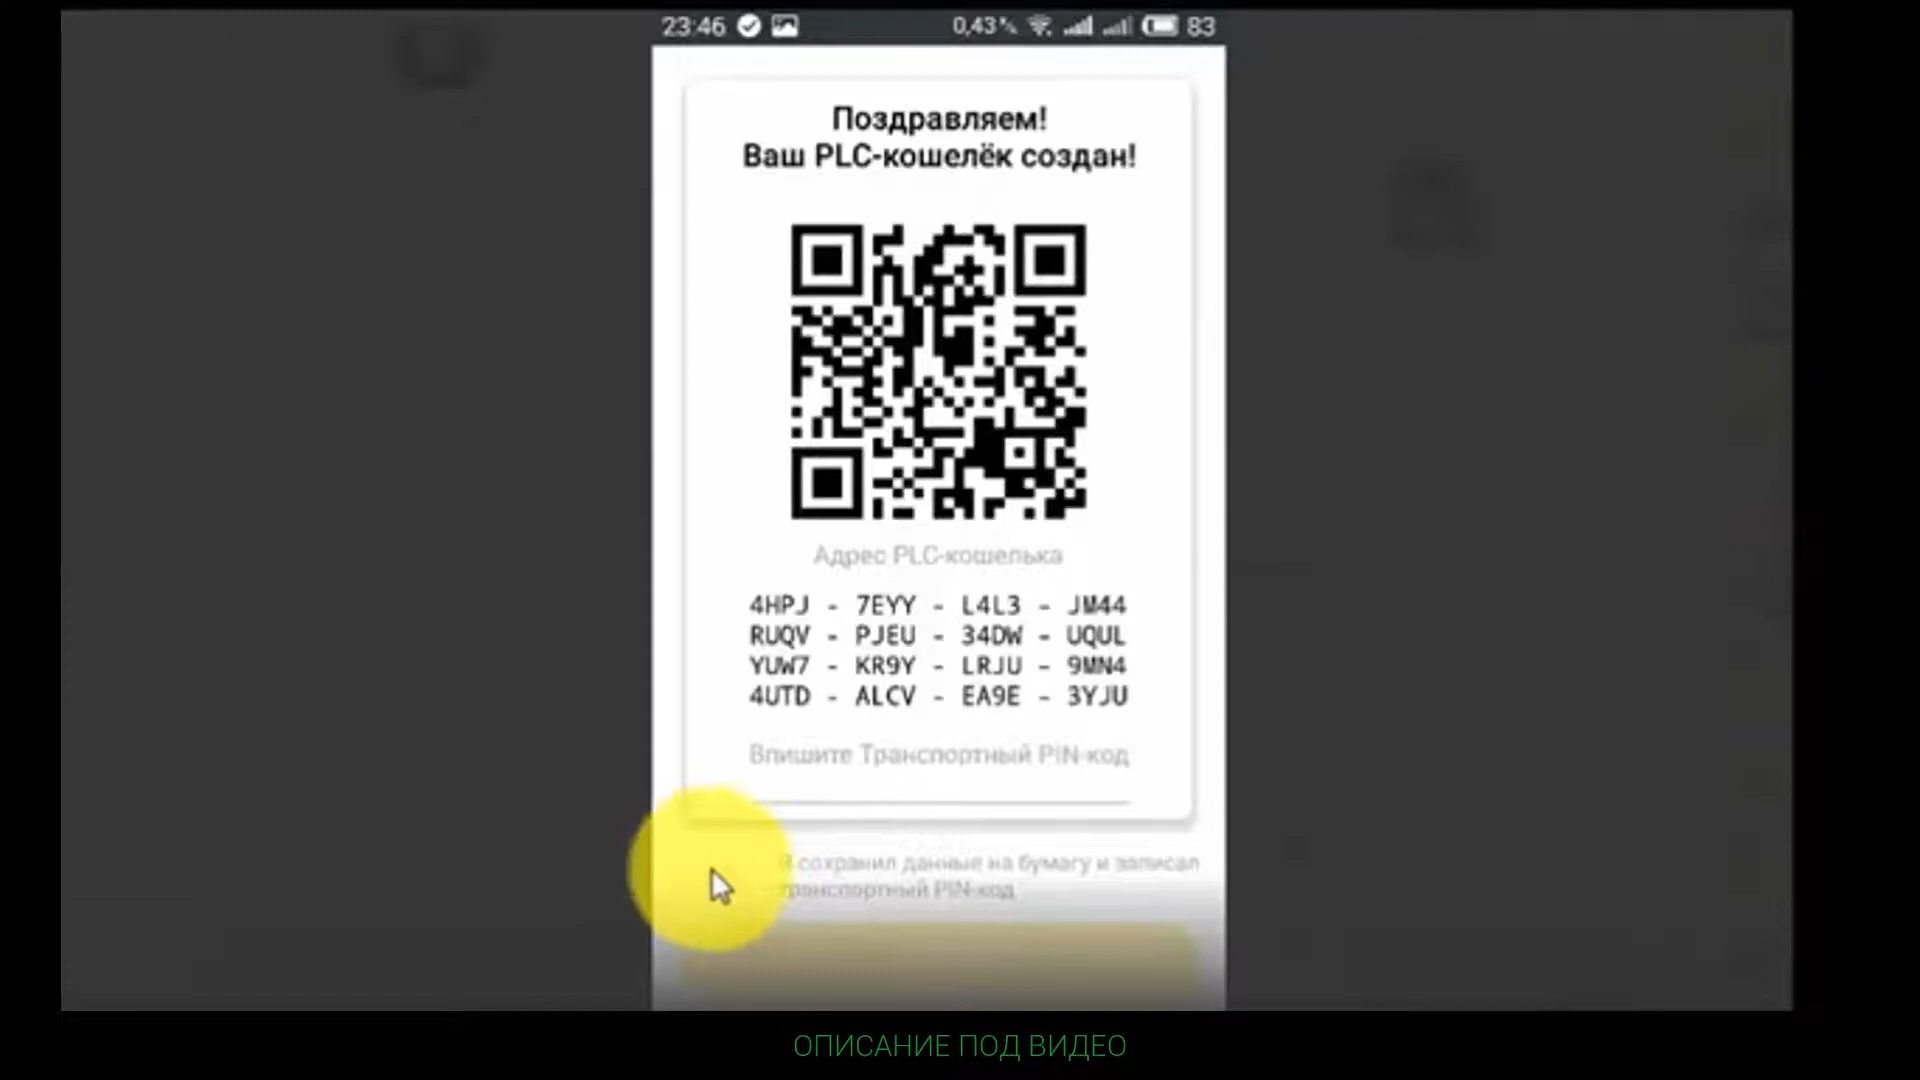 23:46 0,43 83
Поздравляем!
Ваш PLC-кошелёк создан!
Адрес PLC-кошелька
4HPJ - 7EYY - L4L3 - JM44
RUQV - PJEU - 34DW - UQUL
YUW7 - KR9Y - LRJU - 9MN4
4UTD - ALCV - EA9E - 3YJU
Впишите Транспортный PIN-код
Я сохранил данные на бумагу и записал
транспортный PIN-код
ОПИСАНИЕ ПОД ВИДЕО